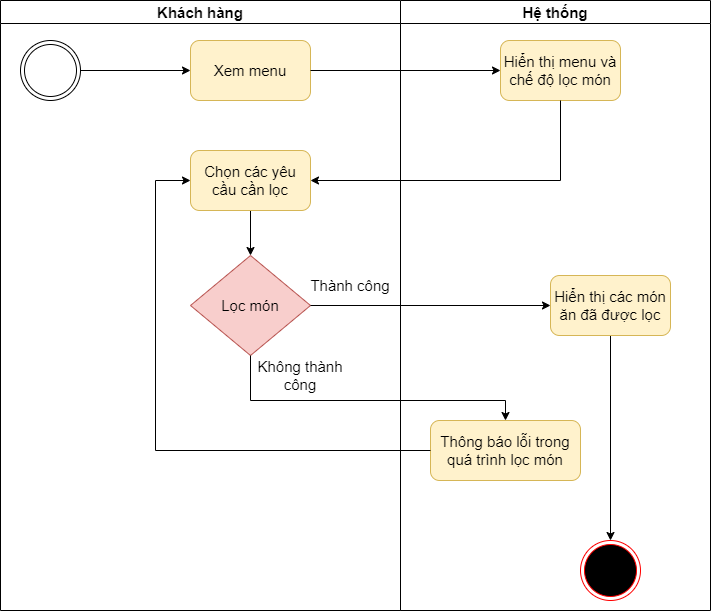 Khách hàng
Hệ thống
Xem menu
Hiển thị menu và
chế độ lọc món
Chọn các yêu
cầu cần lọc
Lọc món
Thành công
Hiển thị các món
ăn đã được lọc
Không thành
công
Thông báo lỗi trong
quá trình lọc món